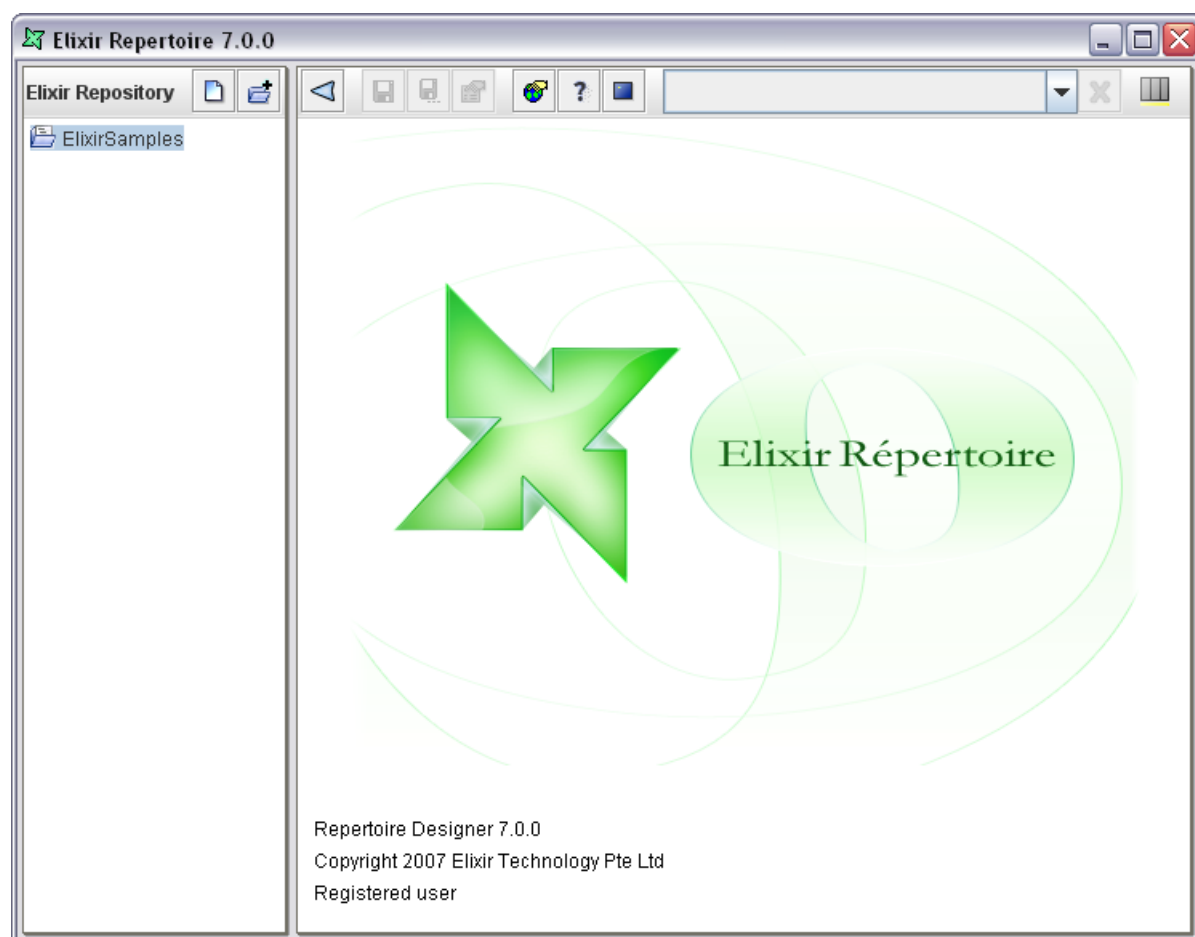 Elixir Repertoire 7.0.0
Elixir Repository
ElixirSamples
Elixir Répertoire
Repertoire Designer 7.0.0
Copyright 2007 Elixir Technology Pte Ltd
Registered user